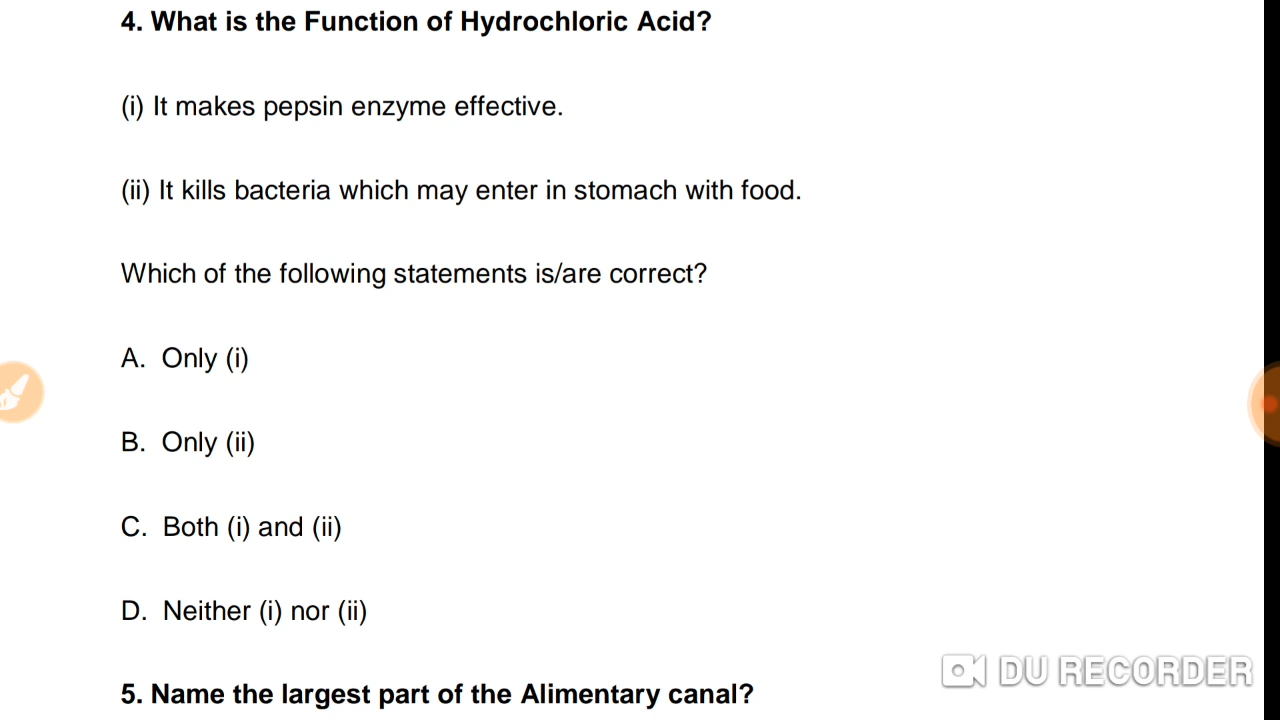 4. What is the Function of Hydrochloric Acid?
(i) It makes pepsin enzyme effective.
(ii) It kills bacteria which may enter in stomach with food.
Which of the following statements is/are correct?
A. Only (i)
B. Only (ii)
C. Both (i) and (ii)
D. Neither (i) nor (ii)
DU RECORDER
5. Name the largest part of the Alimentary canal?